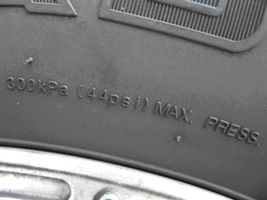 300kPa (44psi) MAX. PRESS.